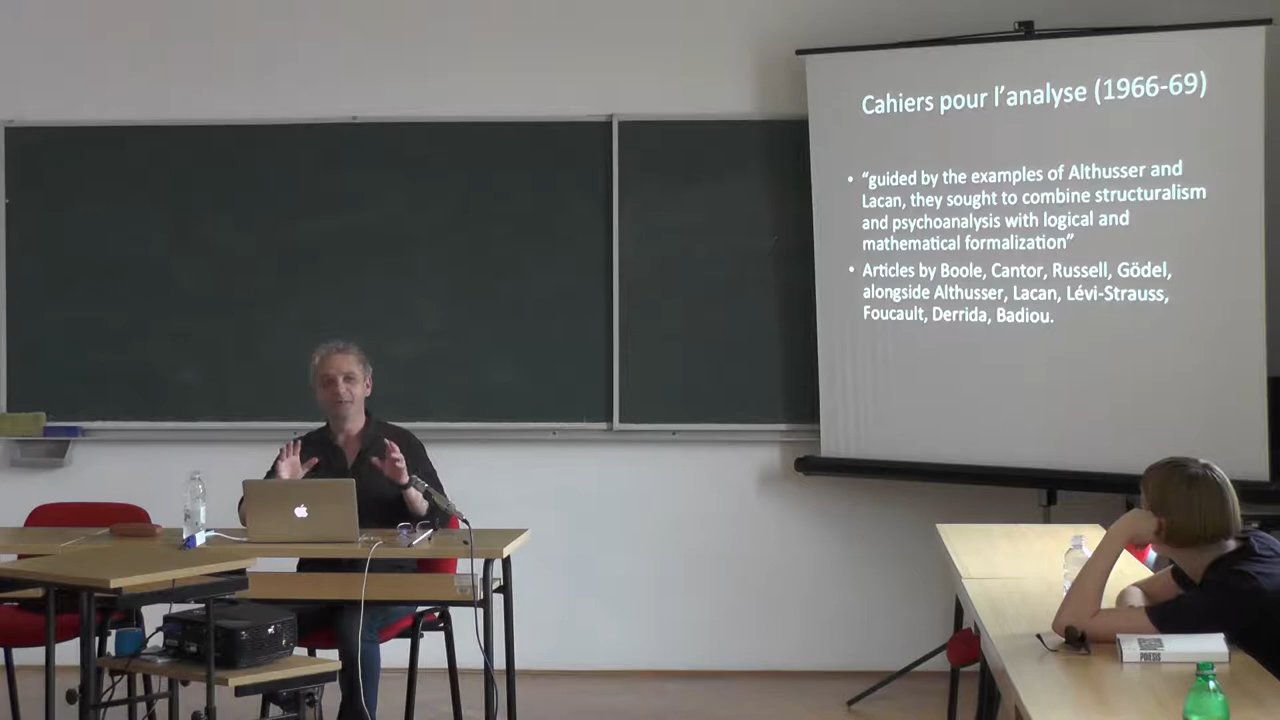 Cahiers pour l’analyse (1966-69)
• “guided by the examples of Althusser and
Lacan, they sought to combine structuralism
and psychoanalysis with logical and
mathematical formalization”
• Articles by Boole, Cantor, Russell, Gödel,
alongside Althusser, Lacan, Lévi-Strauss,
Foucault, Derrida, Badiou.